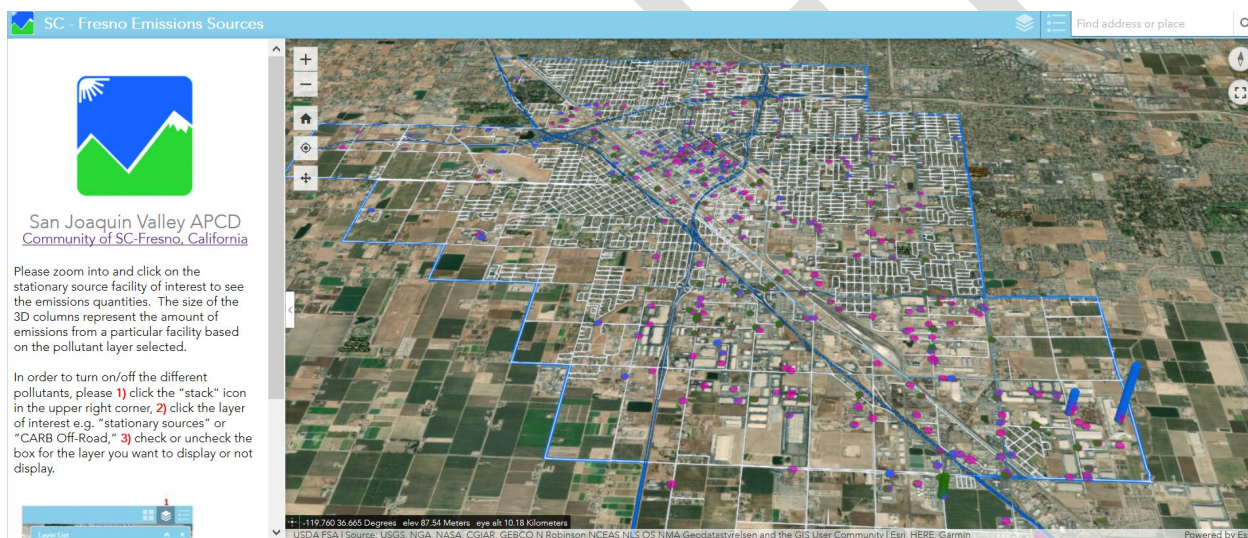 SC - Fresno Emissions Sources
Find address or place
San Joaquin Valley APCD
Community of SC-Fresno, California
Please zoom into and click on the
stationary source facility of interest to see
the emissions quantities. The size of the
3D columns represent the amount of
emissions from a particular facility based
on the pollutant layer selected.
In order to turn on/off the different
pollutants, please 1) click the “stack” icon
in the upper right corner, 2) click the layer
of interest e.g. “stationary sources” or
“CARB Off-Road,” 3) check or uncheck the
box for the layer you want to display or not
display.
1
Layer List
-119.760 36.665 Degrees elev 87.54 Meters eye alt 10.18 Kilometers
USDA FSA | Source: USGS, NGA, NASA, CGIAR, GEBCO,N Robinson,NCEAS,NLS,OS,NMA,Geodatastyrelsen and the GIS User Community | Esri, HERE, Garmin
Powered by Es